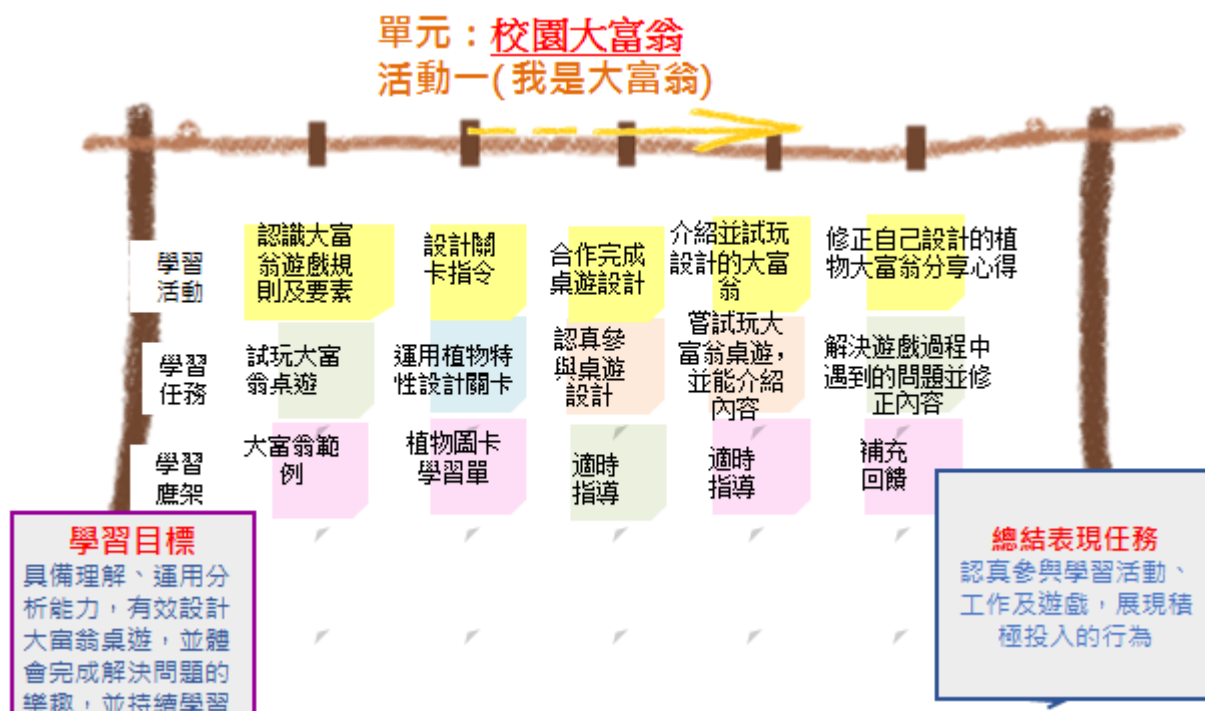 單元：校園大富翁
活動一(我是大富翁)
學習
活動
認識大富
翁遊戲規
則及要素
設計關
卡指令
合作完成
桌遊設計
介紹並試玩
設計的大富
翁
修正自己設計的植
物大富翁分享心得
學習
任務
試玩大富
翁桌遊
運用植物特
性設計關卡
認真參
與桌遊
設計
嘗試玩大
富翁桌遊，
並能介紹
內容
解決遊戲過程中
遇到的問題並修
正內容
學習
鷹架
大富翁範
例
植物圖卡
學習單
適時
指導
適時
指導
補充
回饋
學習目標
具備理解、運用分
析能力，有效設計
大富翁桌遊，並體
會完成解決問題的
樂趣，並持續學習
總結表現任務
認真參與學習活動、
工作及遊戲，展現積
極投入的行為